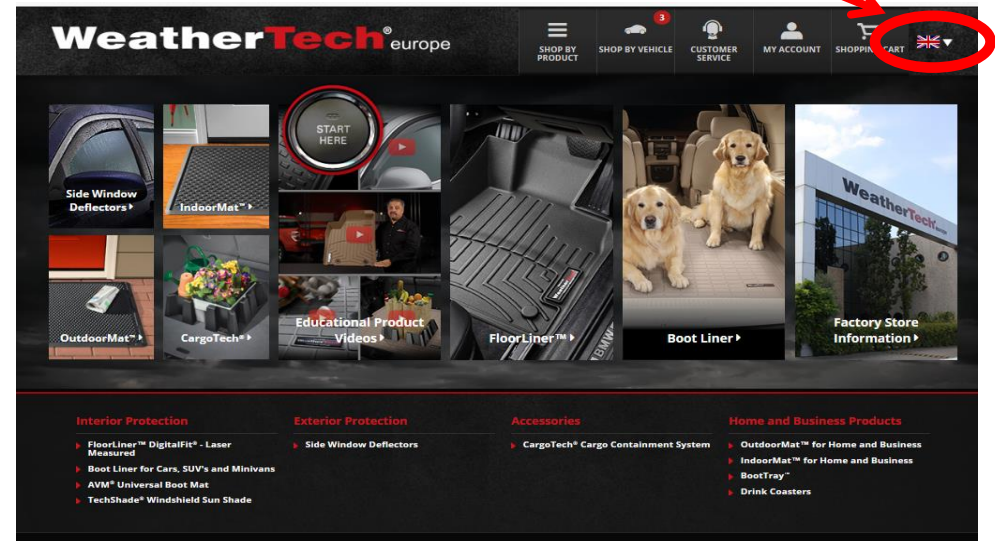 WeatherTech® europe
SHOP BY
PRODUCT
3
SHOP BY VEHICLE
CUSTOMER
SERVICE
MY ACCOUNT
SHOPPING CART
Side Window
Deflectors
IndoorMat™
START
HERE
OutdoorMat™
CargoTech®
Educational Product
Videos
WeatherTech
BMW
FloorLiner™
Boot Liner
WeatherTech europe
Factory Store
Information
Interior Protection
FloorLiner™ DigitalFit® - Laser
Measured
Boot Liner for Cars, SUV's and Minivans
AVM® Universal Boot Mat
TechShade® Windshield Sun Shade
Exterior Protection
Side Window Deflectors
Accessories
CargoTech® Cargo Containment System
Home and Business Products
OutdoorMat™ for Home and Business
IndoorMat™ for Home and Business
BootTray™
Drink Coasters